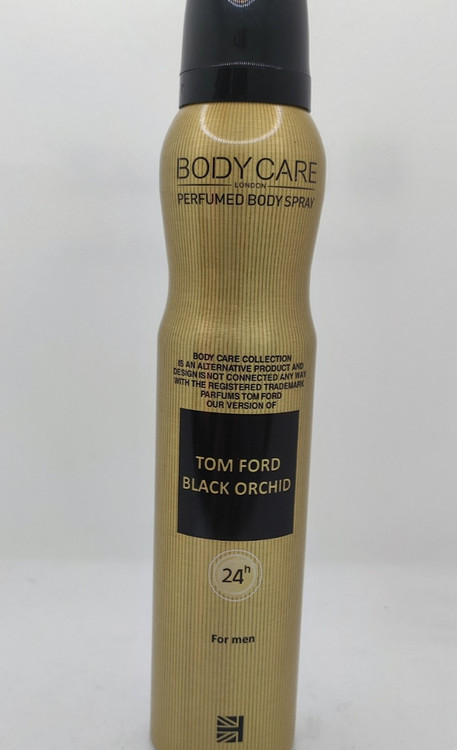 BODY CARE
LONDON
PERFUMED BODY SPRAY
BODY CARE COLLECTION
IS AN ALTERNATIVE PRODUCT AND
DESIGN IS NOT CONNECTED ANY WAY
WITH THE REGISTERED TRADEMARK
PARFUMS TOM FORD
OUR VERSION OF
TOM FORD
BLACK ORCHID
24h
For men